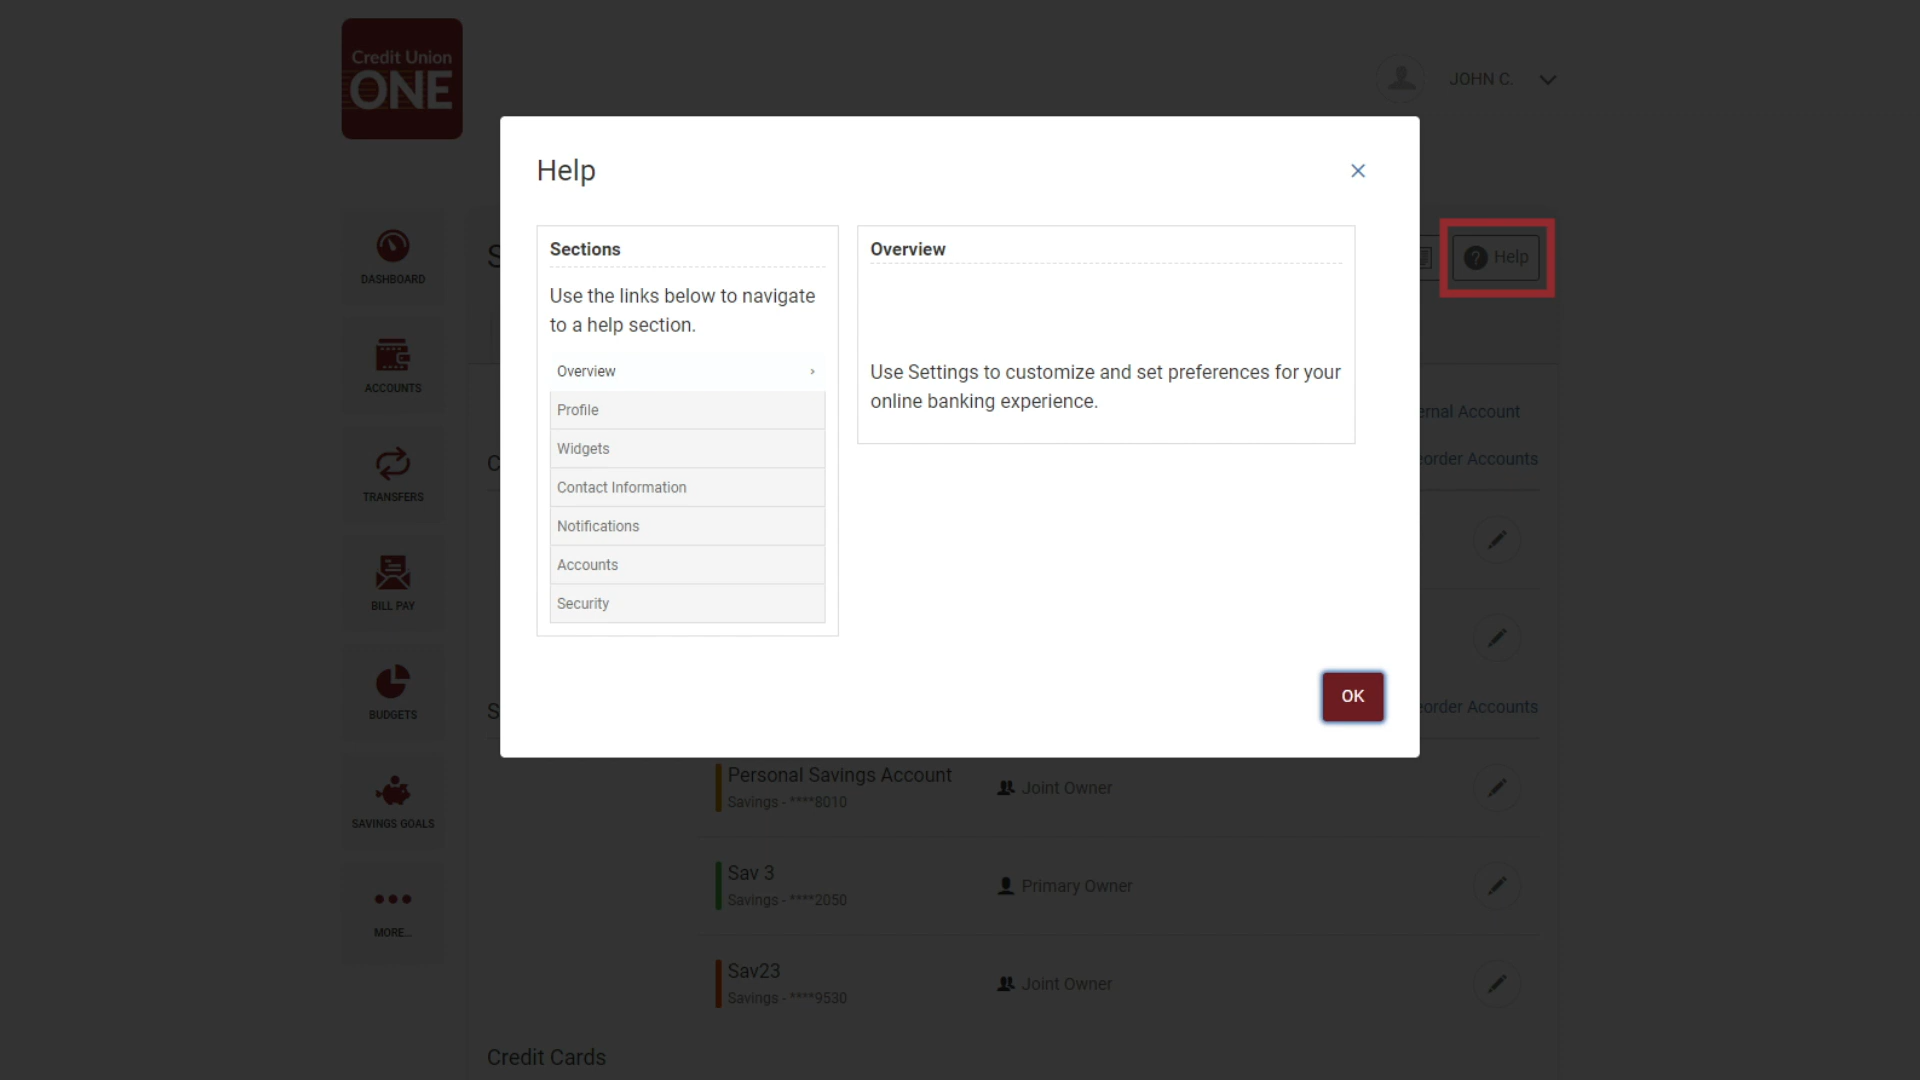 Credit Union
ONE
JOHN C.
Help
Sections
Use the links below to navigate
to a help section.
Overview
Profile
Widgets
Contact Information
Notifications
Accounts
Security
Overview
Use Settings to customize and set preferences for your
online banking experience.
OK
Help
DASHBOARD
ACCOUNTS
TRANSFERS
BILL PAY
BUDGETS
SAVINGS GOALS
MORE...
Account
Accounts
Accounts
Personal Savings Account
Savings - ****8010
Joint Owner
Sav 3
Savings - ****2050
Primary Owner
Sav23
Savings - ****9530
Joint Owner
Credit Cards